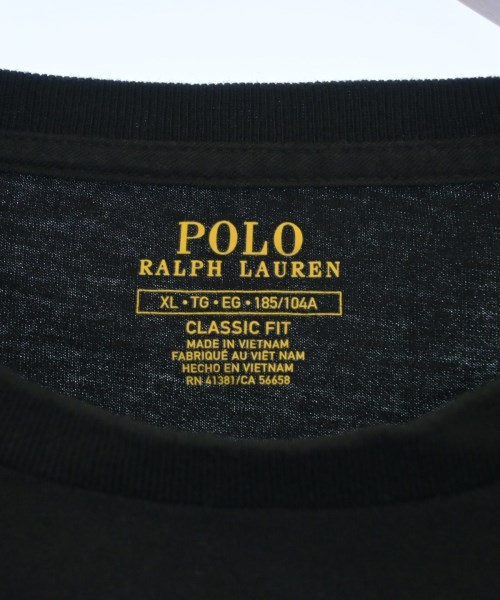 POLO
RALPH LAUREN
XL • TG • EG • 185/104A
CLASSIC FIT
MADE IN VIETNAM
FABRIQUÉ AU VIÊT NAM
HECHO EN VIETNAM
RN 41381/CA 56658